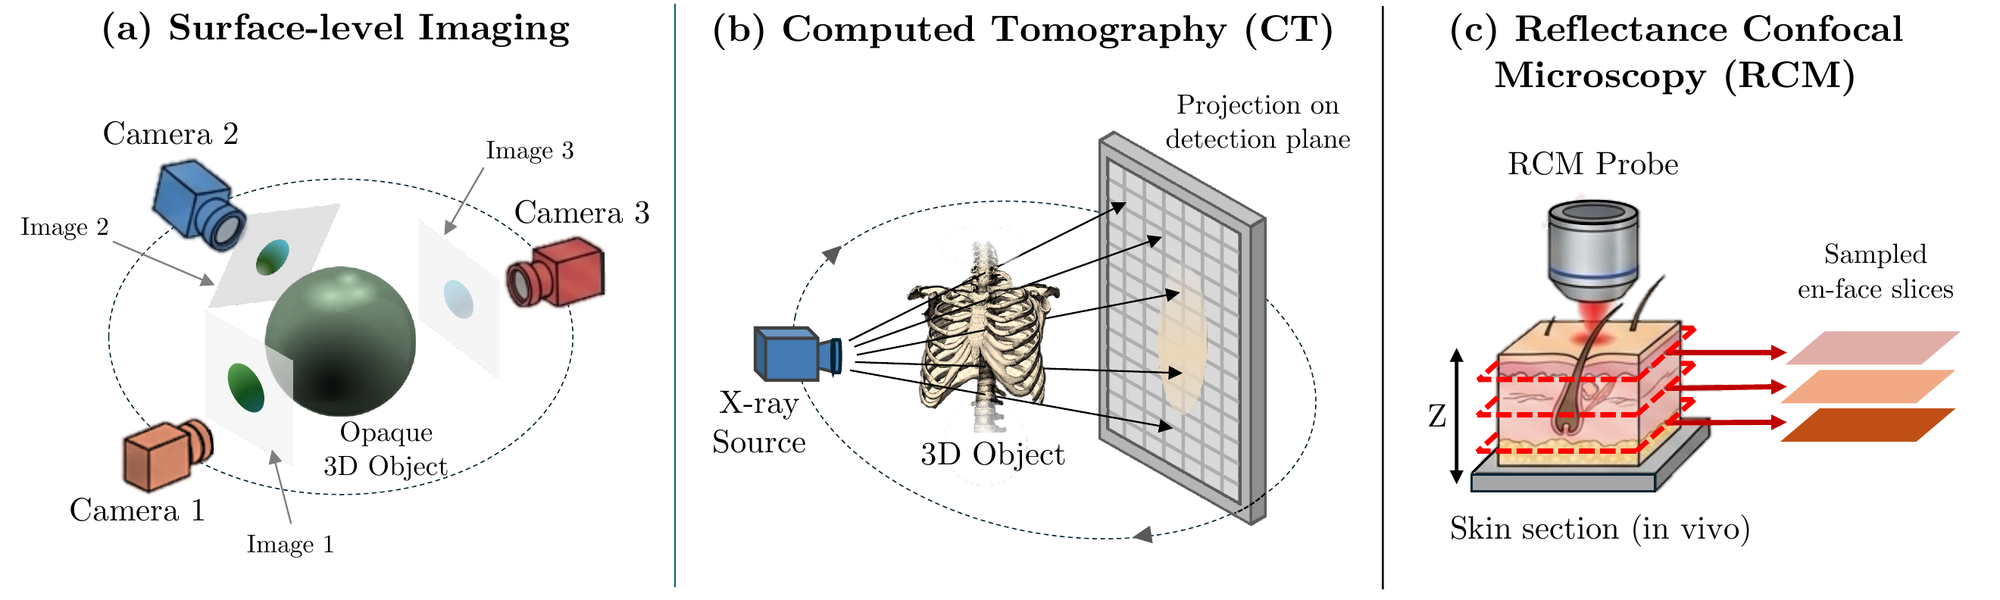 (a) Surface-level Imaging
Camera 2
Image 3
Camera 3
Image 2
Opaque
3D Object
Camera 1
Image 1
(b) Computed Tomography (CT)
Projection on
detection plane
X-ray
Source
3D Object
(c) Reflectance Confocal
Microscopy (RCM)
RCM Probe
Sampled
en-face slices
Z
Skin section (in vivo)